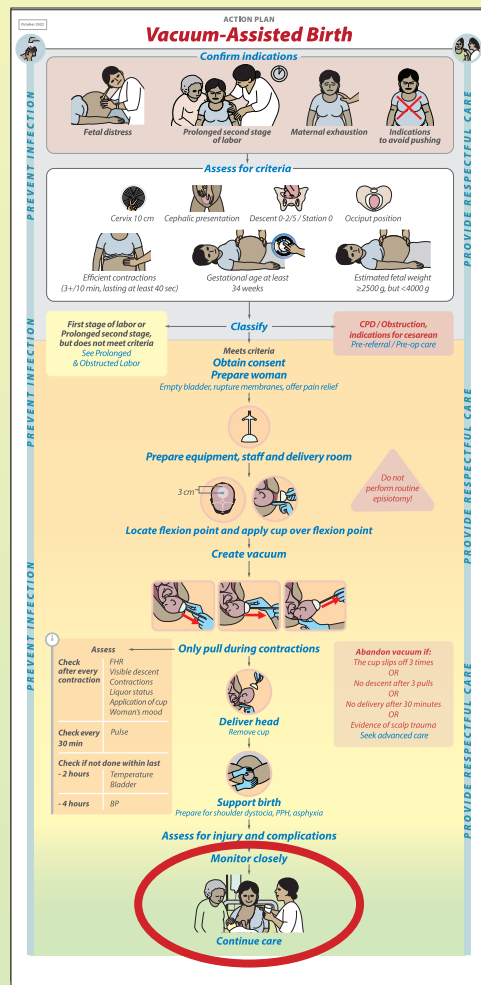 October 2022
ACTION PLAN
Vacuum-Assisted Birth
Confirm indications
Fetal distress
Prolonged second stage
of labor
Maternal exhaustion
Indications
to avoid pushing
Assess for criteria
Cervix 10 cm
Cephalic presentation
Descent 0-2/5 / Station 0
Occiput position
Efficient contractions
(3+/10 min, lasting at least 40 sec)
Gestational age at least
34 weeks
Estimated fetal weight
≥2500 g, but <4000 g
First stage of labor or
Prolonged second stage,
but does not meet criteria
See Prolonged
& Obstructed Labor
Classify
CPD / Obstruction,
indications for cesarean
Pre-referral / Pre-op care
Meets criteria
Obtain consent
Prepare woman
Empty bladder, rupture membranes, offer pain relief
Prepare equipment, staff and delivery room
3 cm
Do not
perform routine
episiotomy!
Locate flexion point and apply cup over flexion point
Create vacuum
Only pull during contractions
Assess
Check
after every
contraction
FHR
Visible descent
Contractions
Liquor status
Application of cup
Woman's mood
Check every
30 min
Pulse
Check if not done within last
- 2 hours
Temperature
Bladder
- 4 hours
BP
Abandon vacuum if:
The cup slips off 3 times
OR
No descent after 3 pulls
OR
No delivery after 30 minutes
OR
Evidence of scalp trauma
Seek advanced care
Deliver head
Remove cup
Support birth
Prepare for shoulder dystocia, PPH, asphyxia
Assess for injury and complications
Monitor closely
Continue care
PREVENT INFECTION
PREVENT INFECTION
PREVENT INFECTION
PROVIDE RESPECTFUL CARE
PROVIDE RESPECTFUL CARE
PROVIDE RESPECTFUL CARE